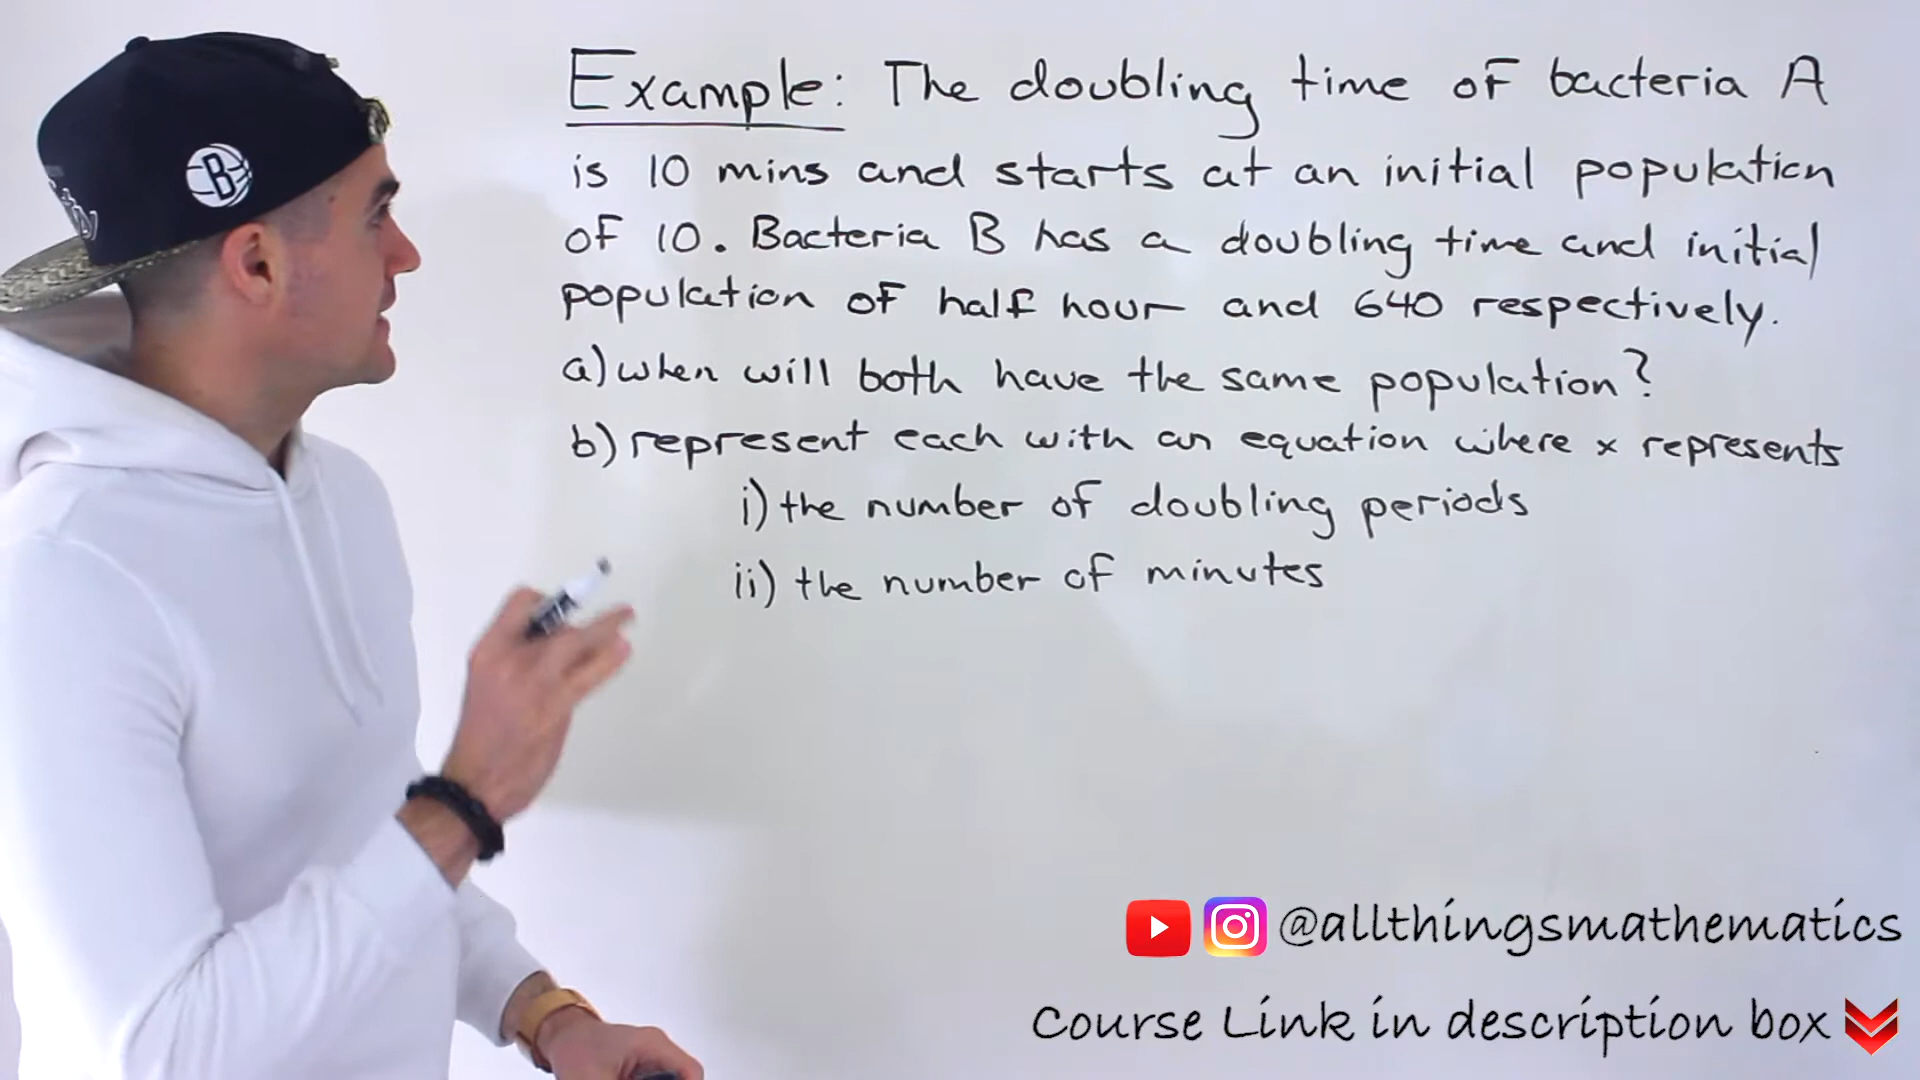 Example: The doubling time of bacteria A
is 10 mins and starts at an initial population
of 10. Bacteria B has a doubling time and initial
population of half hour and 640 respectively.
a) when will both have the same population?
b) represent each with an equation where x represents
i) the number of doubling periods
ii) the number of minutes
B
@allthingsmathematics
Course Link in description box